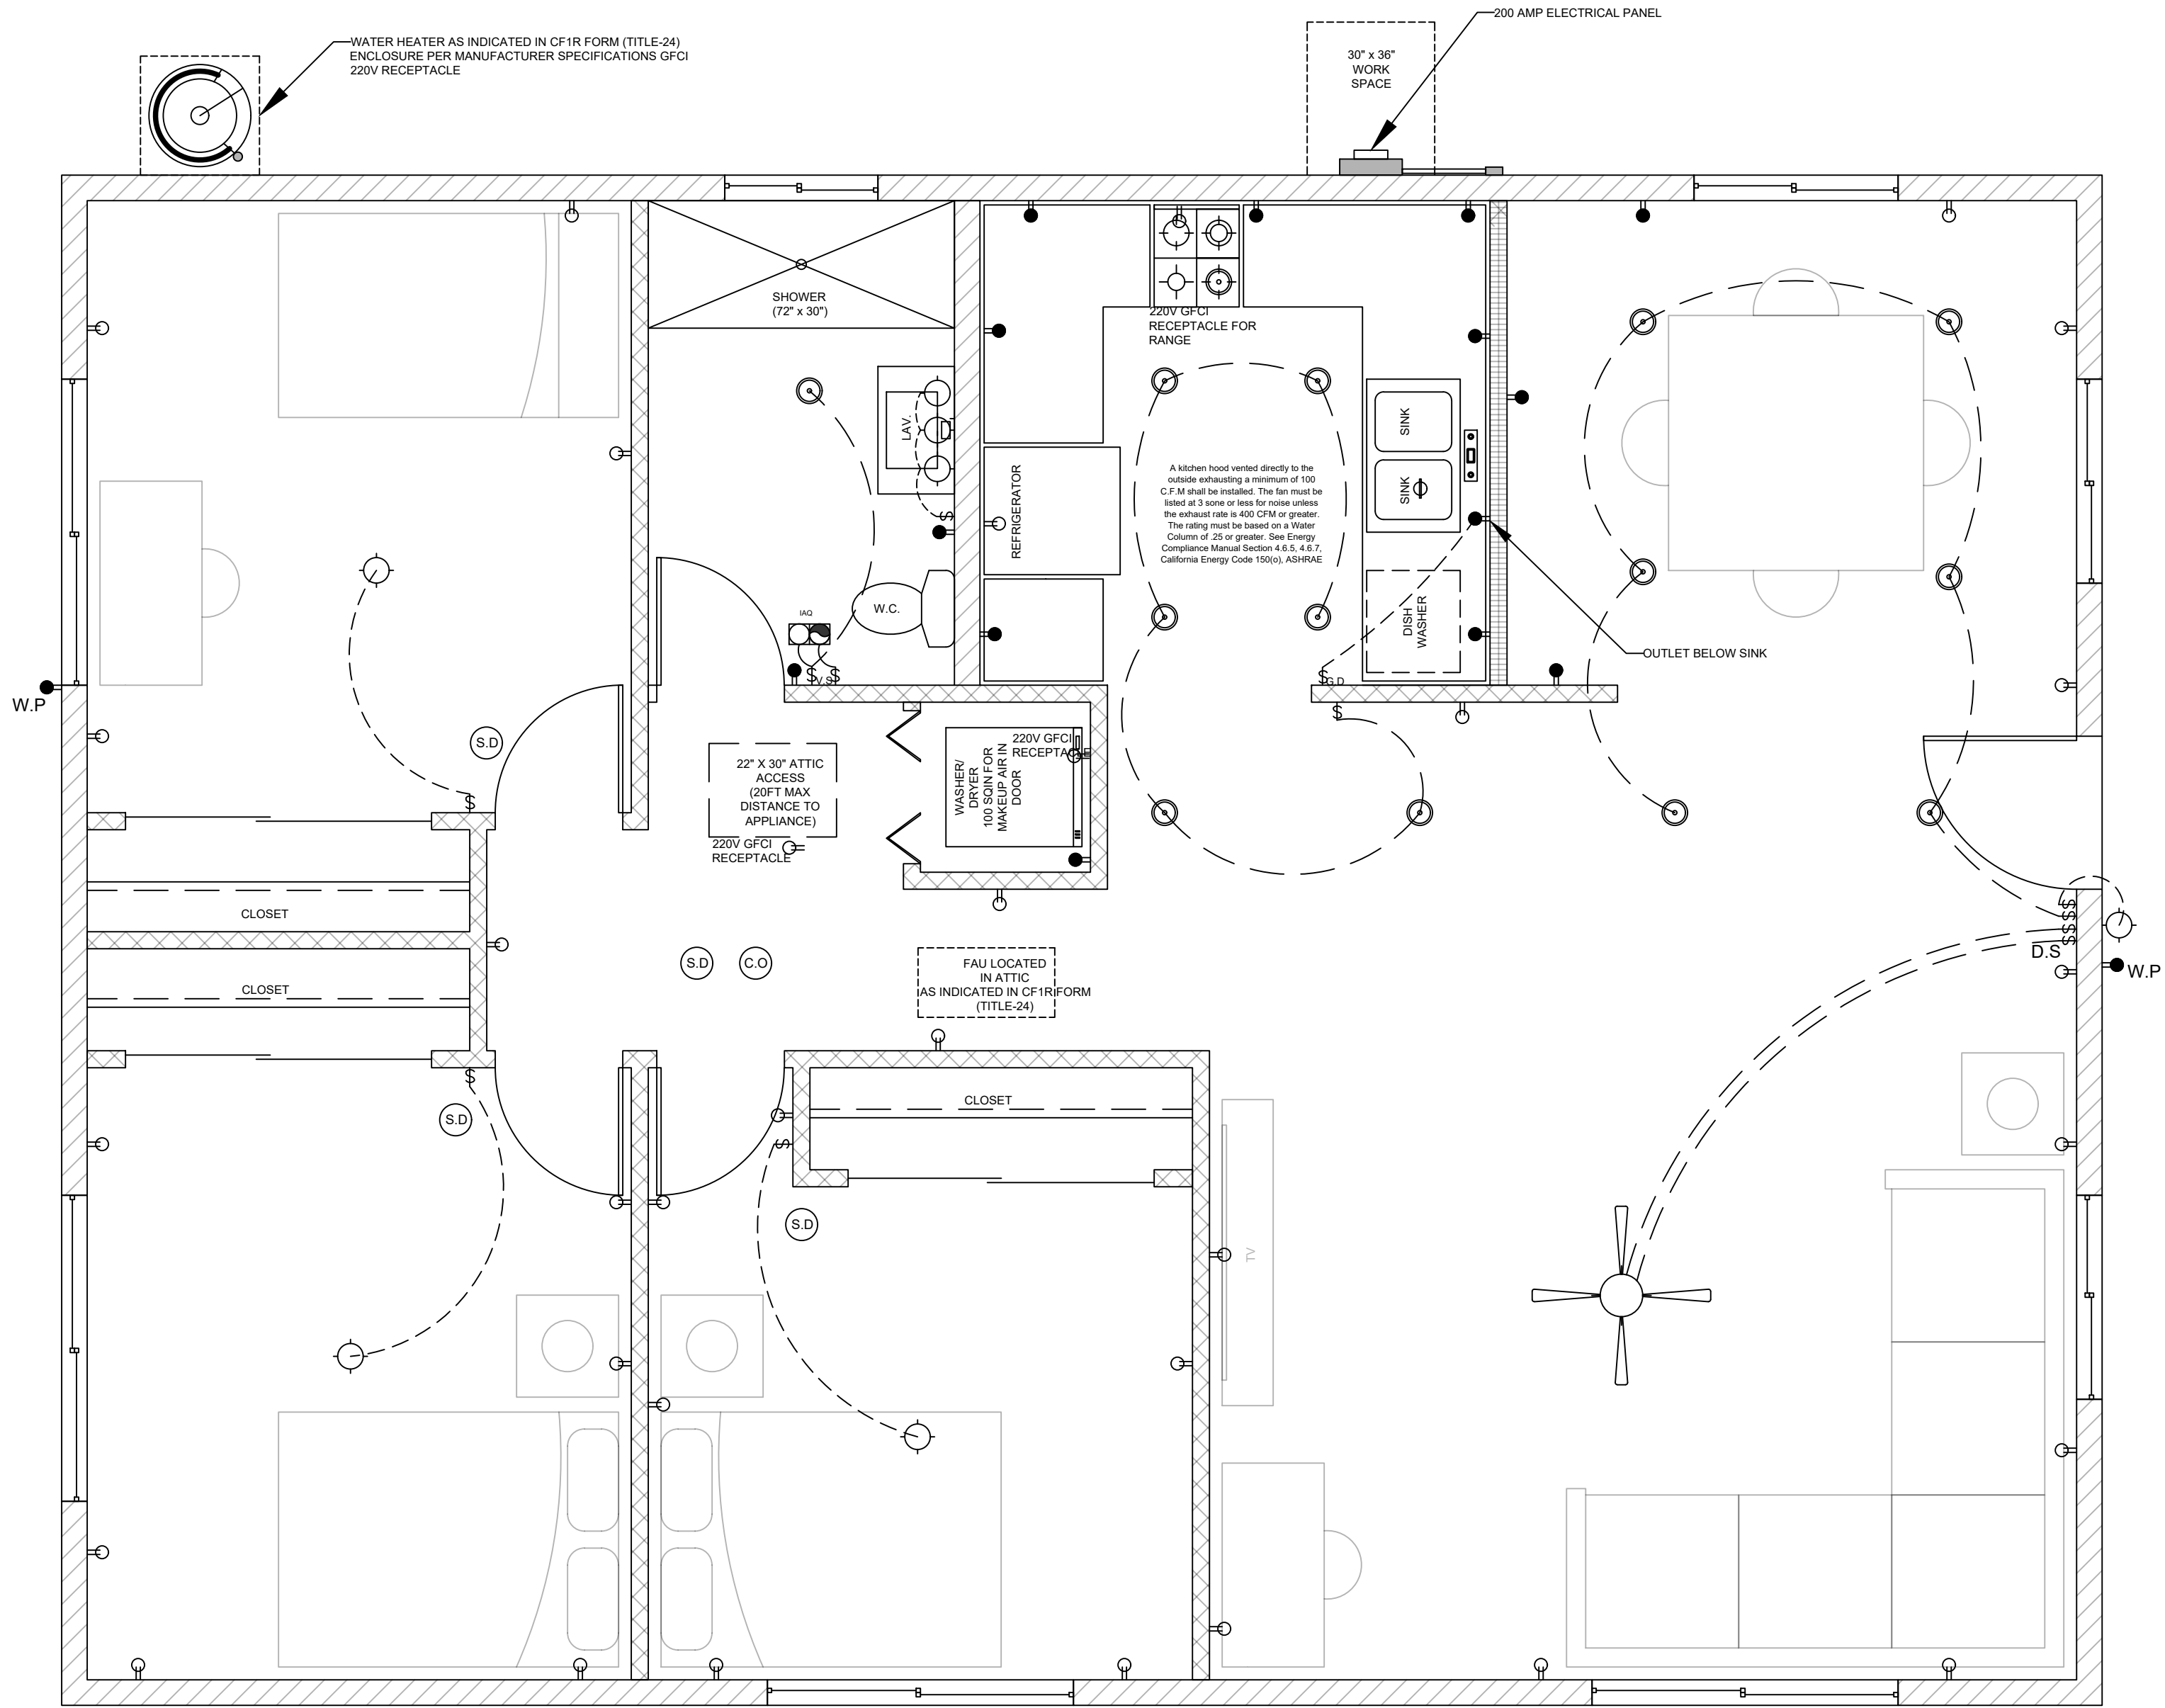 200 AMP ELECTRICAL PANEL
WATER HEATER AS INDICATED IN CF1R FORM (TITLE-24)
ENCLOSURE PER MANUFACTURER SPECIFICATIONS GFCI
220V RECEPTACLE
30" x 36"
WORK
SPACE
SHOWER
(72" x 30")
220V GFCI
RECEPTACLE FOR
RANGE
LAV.
$
REFRIGERATOR
A kitchen hood vented directly to the
outside exhausting a minimum of 100
C.F.M shall be installed. The fan must be
listed at 3 sone or less for noise unless
the exhaust rate is 400 CFM or greater.
The rating must be based on a Water
Column of .25 or greater. See Energy
Compliance Manual Section 4.6.5, 4.6.7,
California Energy Code 150(o), ASHRAE
SINK
SINK
W.C.
IAQ
$ V.S $
DISH
WASHER
OUTLET BELOW SINK
$ G.D
$
W.P
S.D
$
22" X 30" ATTIC
ACCESS
(20FT MAX
DISTANCE TO
APPLIANCE)
220V GFCI
RECEPTACLE
WASHER/
DRYER
100 SQIN FOR
MAKEUP AIR IN
DOOR
220V GFCI
RECEPTACLE
CLOSET
CLOSET
S.D
C.O
FAU LOCATED
IN ATTIC
AS INDICATED IN CF1R FORM
(TITLE-24)
$
$
$
$
D.S
W.P
$
S.D
CLOSET
$
S.D
TV